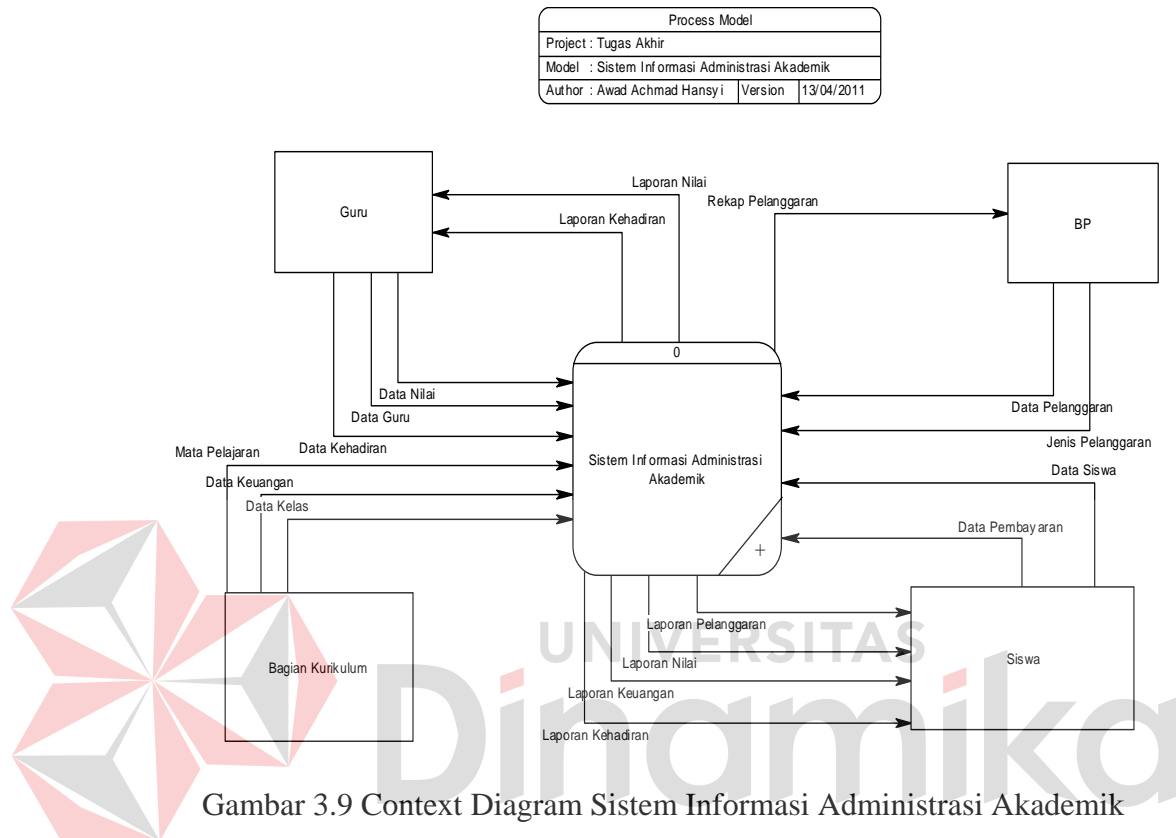 Process Model
Project : Tugas Akhir
Model : Sistem Informasi Administrasi Akademik
Author : Awad Achmad Hansyi Version 13/04/2011
Laporan Nilai
Rekap Pelanggaran
Guru
Laporan Kehadiran
BP
0
Data Nilai
Data Pelanggaran
Data Guru
Data Kehadiran
Jenis Pelanggaran
Mata Pelajaran
Sistem Informasi Administrasi
Akademik
Data Siswa
Data Keuangan
Data Kelas
Data Pembayaran
+
Laporan Pelanggaran
UNIVERSITAS
Bagian Kurikulum
Laporan Nilai
Siswa
Laporan Keuangan
Dinamika
Laporan Kehadiran
Gambar 3.9 Context Diagram Sistem Informasi Administrasi Akademik